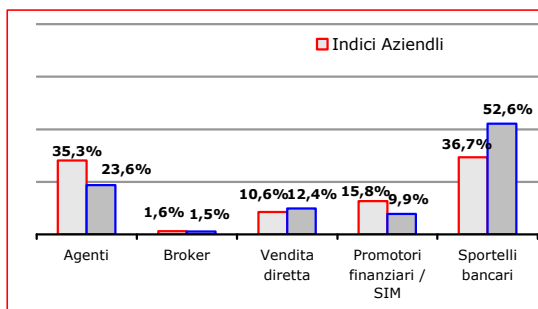 Indici Aziendli
52,6%
35,3%
36,7%
23,6%
10,6%
12,4%
15,8%
9,9%
1,6%
1,5%
Agenti
Broker
Vendita
diretta
Promotori
finanziari /
SIM
Sportelli
bancari